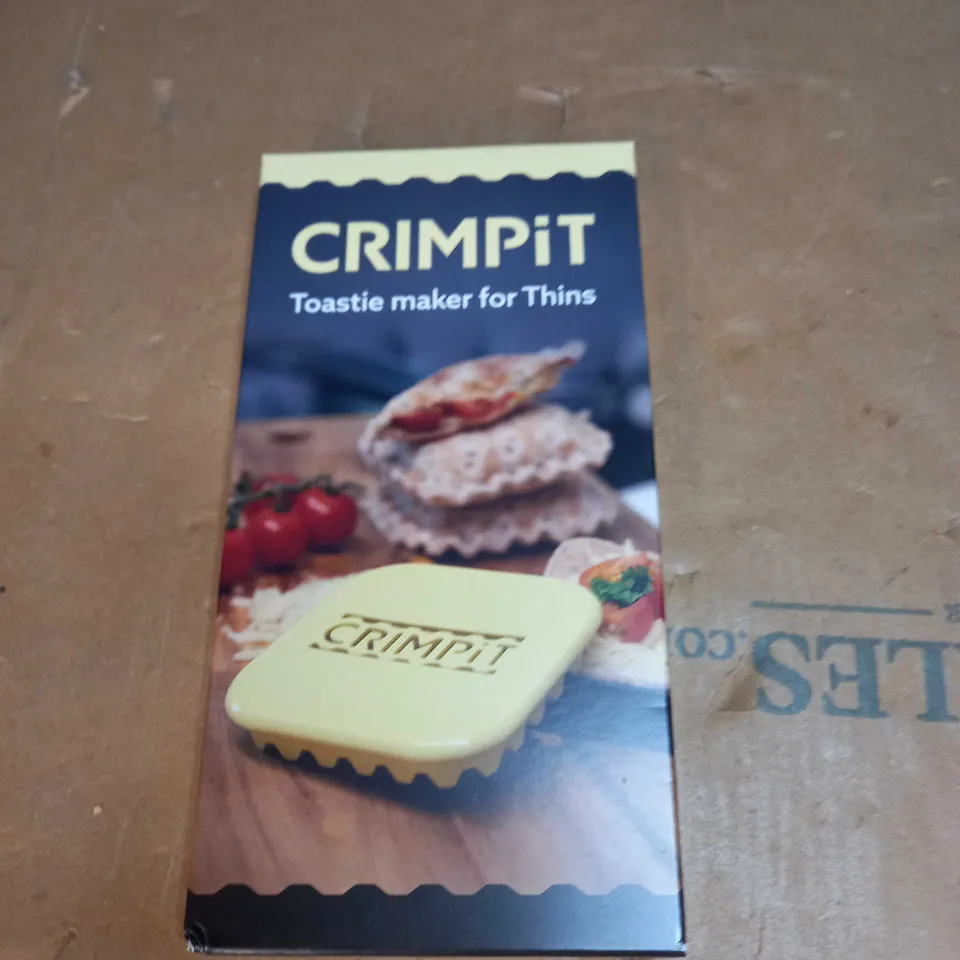 CRIMPiT
Toastie maker for Thins
CRIMPiT
LES.CO